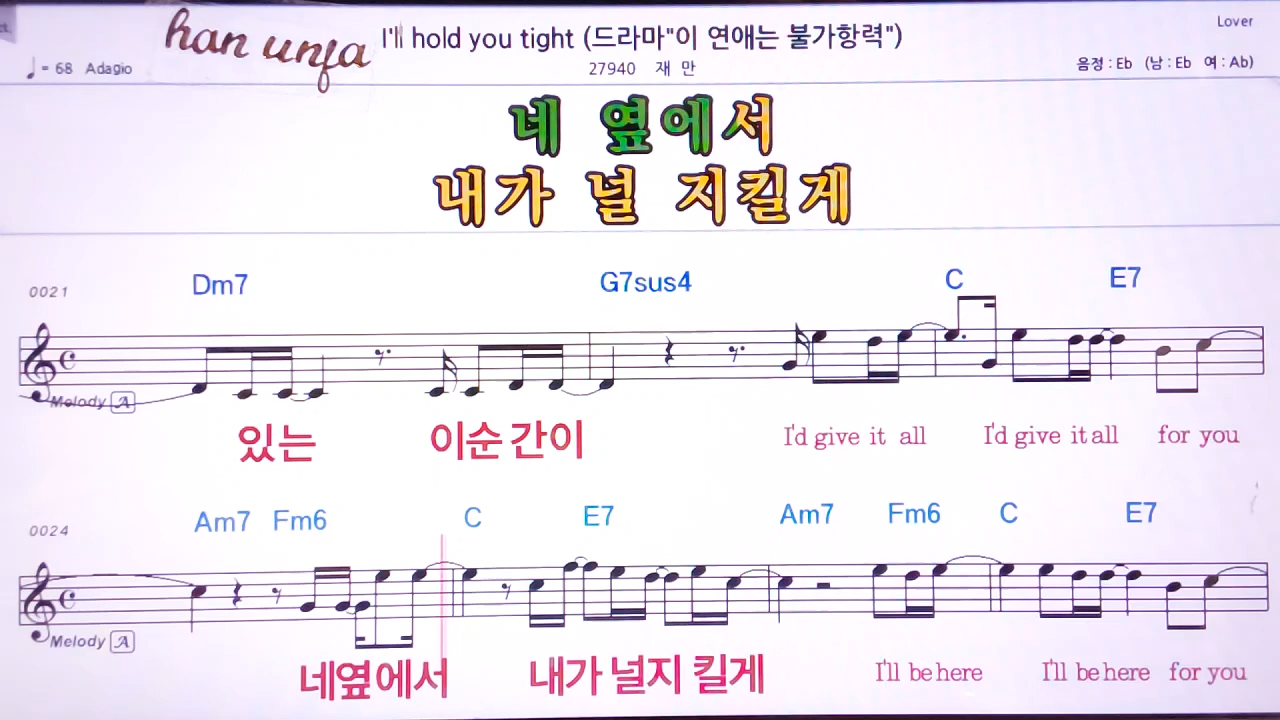 han unfa I'll hold you tight (드라마"이 연애는 불가항력")
Lover
♩= 68 Adagio
27940 재 만
음정 : Eb (남 : Eb 여 : Ab)
네 옆에서
내가 널 지킬게
0021 Dm7 G7sus4 C E7
Melody A
있는 이순 간이 I'd give it all I'd give it all for you
0024 Am7 Fm6 C E7 Am7 Fm6 C E7
Melody A
네옆에서 내가 널지 킬게 I'll be here I'll be here for you